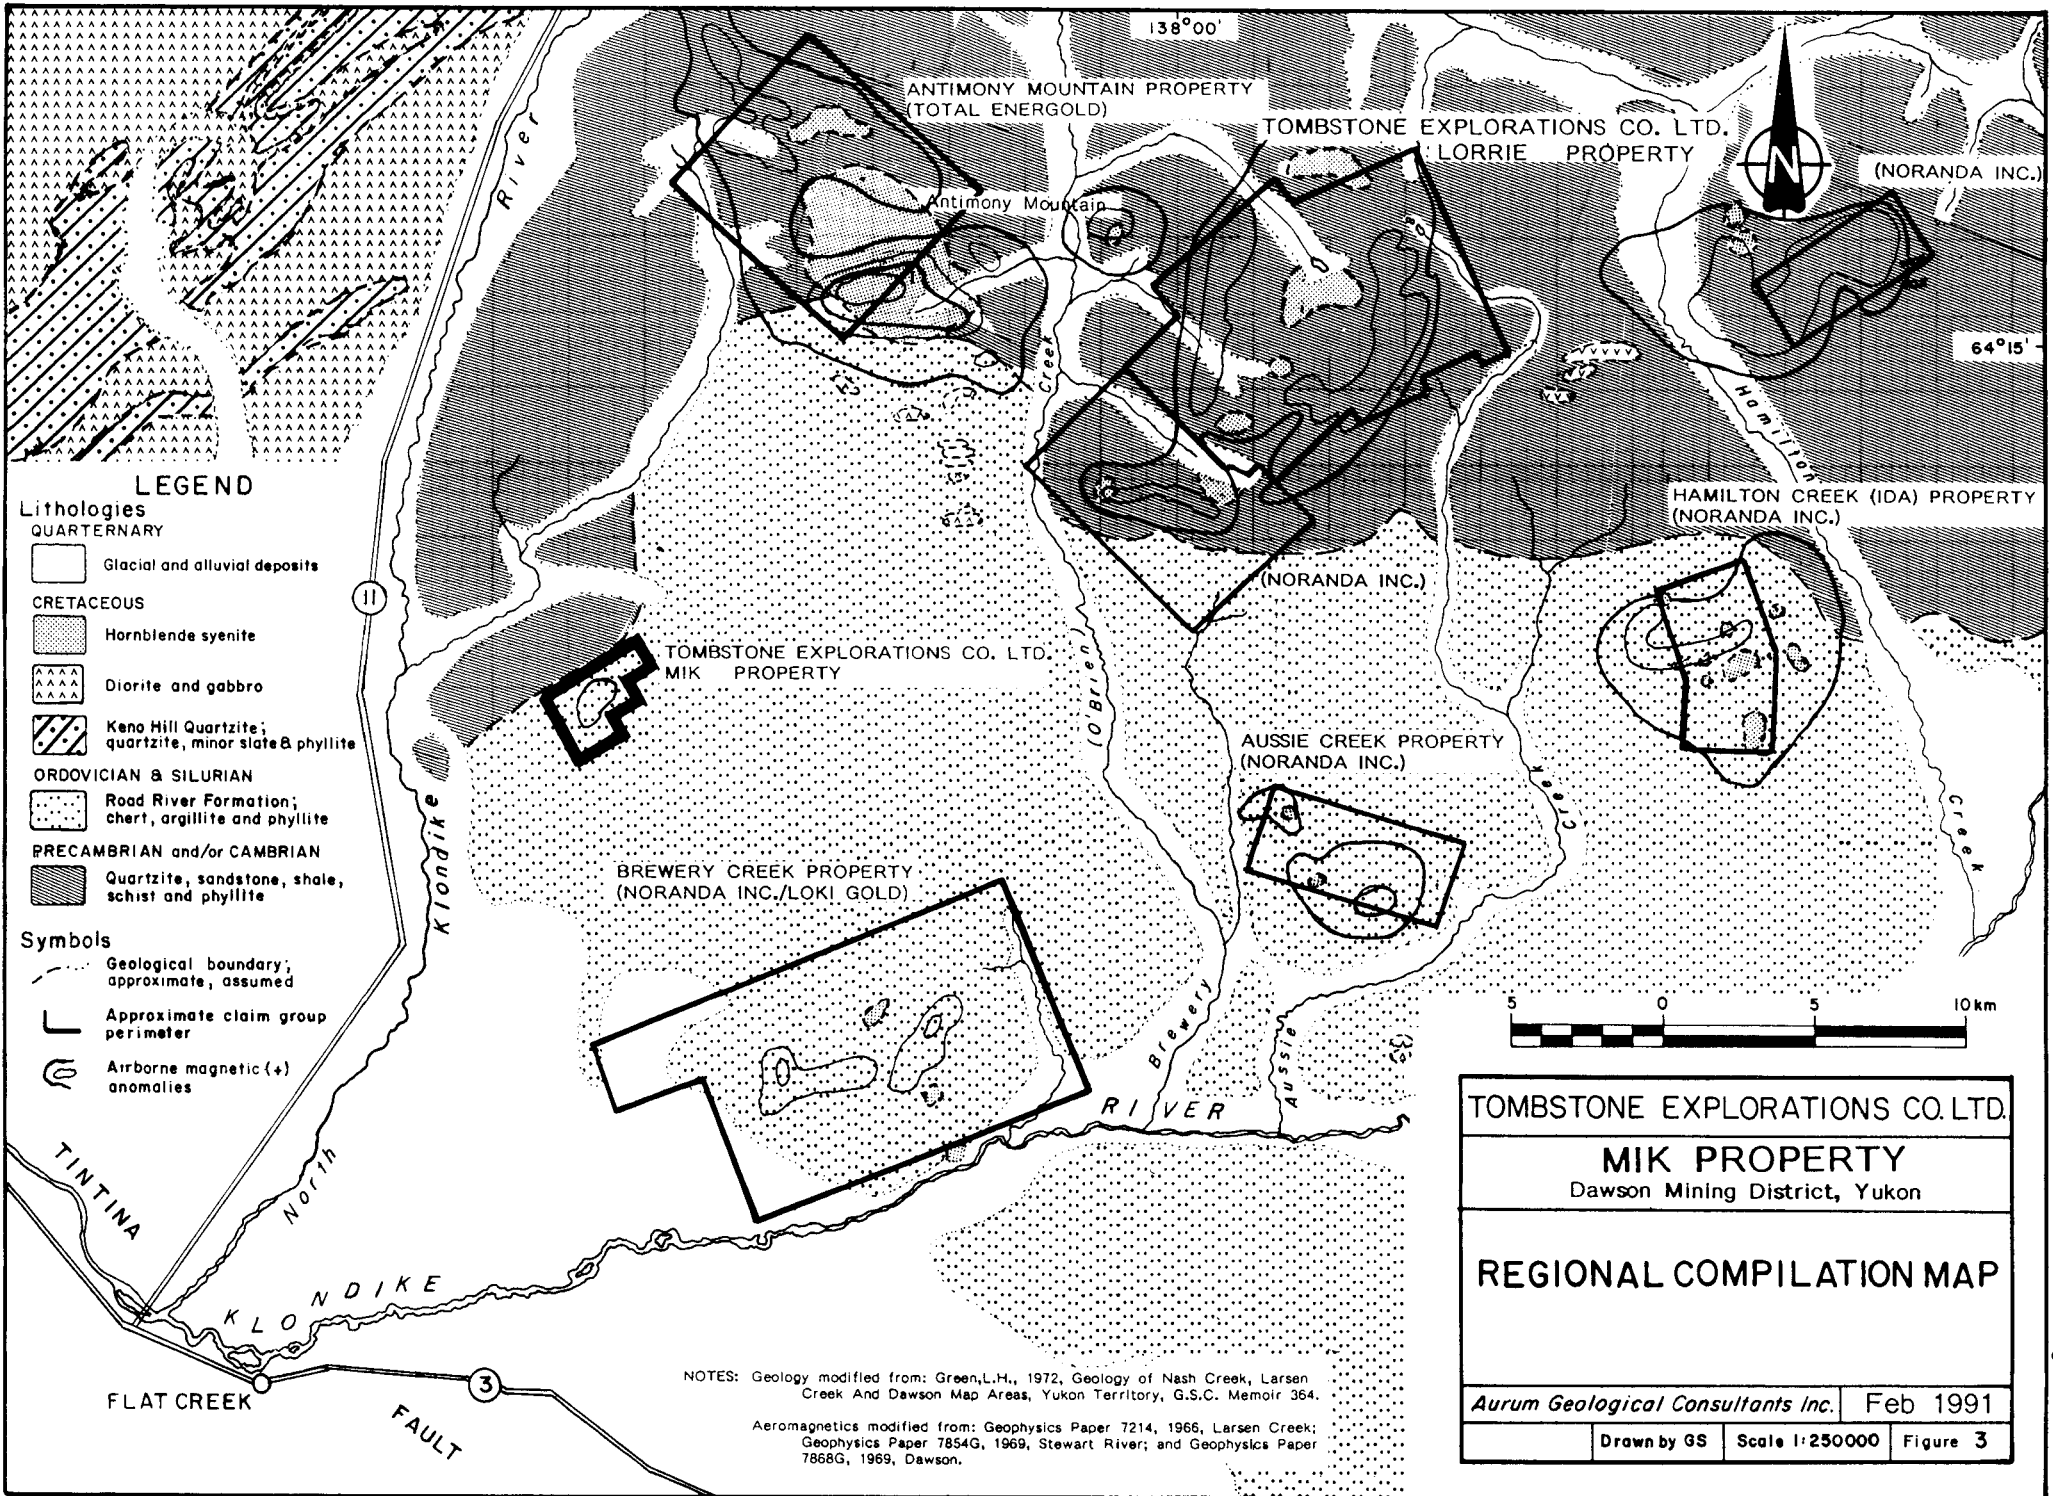 138°00'
ANTIMONY MOUNTAIN PROPERTY
(TOTAL ENERGOLD)
TOMBSTONE EXPLORATIONS CO. LTD.
LORRIE PROPERTY
N
(NORANDA INC.)
Antimony Mountain
64°15'
River
Creek
Hamilton
HAMILTON CREEK (IDA) PROPERTY
(NORANDA INC.)
(NORANDA INC.)
LEGEND
Lithologies
QUARTERNARY
Glacial and alluvial deposits
CRETACEOUS
Hornblende syenite
Diorite and gabbro
Keno Hill Quartzite;
quartzite, minor slate & phyllite
ORDOVICIAN & SILURIAN
Road River Formation;
chert, argillite and phyllite
PRECAMBRIAN and/or CAMBRIAN
Quartzite, sandstone, shale,
schist and phyllite
Symbols
Geological boundary;
approximate, assumed
Approximate claim group
perimeter
Airborne magnetic (+)
anomalies
11
TOMBSTONE EXPLORATIONS CO. LTD.
MIK PROPERTY
(O'Brien)
AUSSIE CREEK PROPERTY
(NORANDA INC.)
Creek
Creek
Klondike
BREWERY CREEK PROPERTY
(NORANDA INC./LOKI GOLD)
Brewery
Aussie
RIVER
5 0 5 10 km
TINTINA
North
KLONDIKE
FLAT CREEK
3
FAULT
NOTES: Geology modified from: Green,L.H., 1972, Geology of Nash Creek, Larsen
Creek And Dawson Map Areas, Yukon Territory, G.S.C. Memoir 364.
Aeromagnetics modified from: Geophysics Paper 7214, 1966, Larsen Creek;
Geophysics Paper 7854G, 1969, Stewart River; and Geophysics Paper
7868G, 1969, Dawson.
TOMBSTONE EXPLORATIONS CO. LTD.
MIK PROPERTY
Dawson Mining District, Yukon
REGIONAL COMPILATION MAP
Aurum Geological Consultants Inc. Feb 1991
Drawn by GS Scale 1:250000 Figure 3